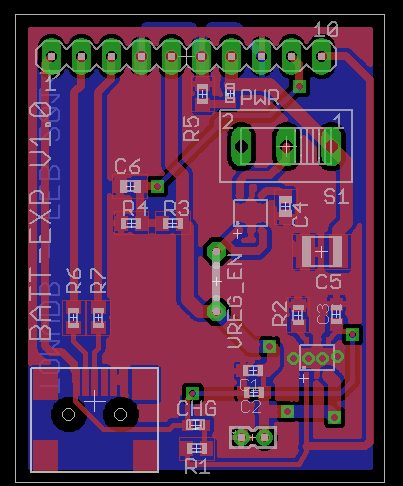 10
1
PWR
R5
2
1
C6
S1
R4
R3
C4
BATT-EXP V1.0
C5
R6
R7
VREG_EN
R2
C3
C1
CHG
C2
R1